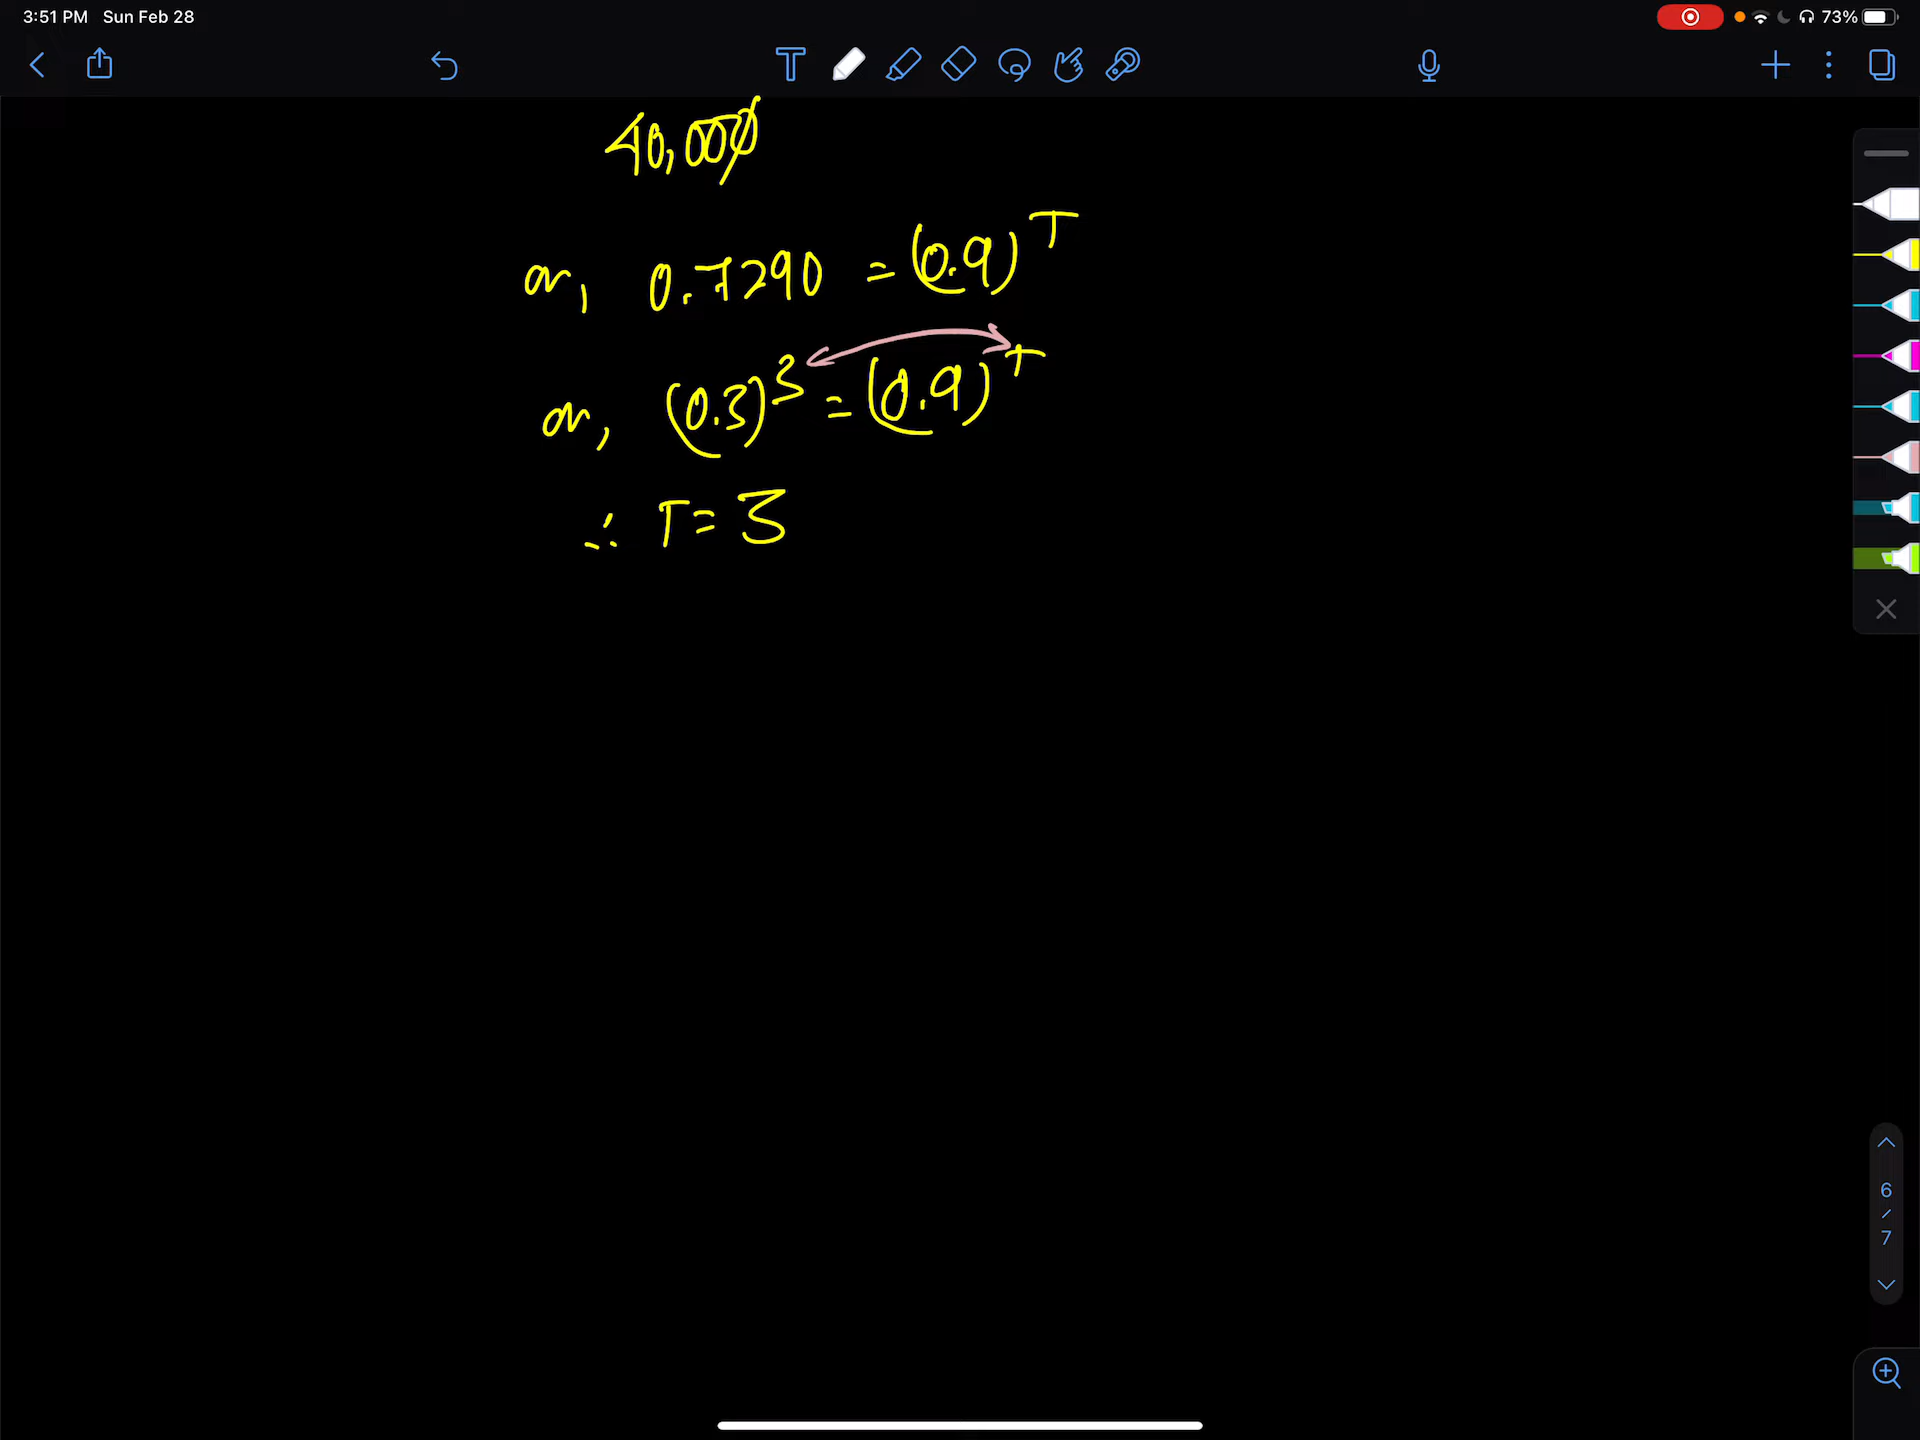 3:51 PM Sun Feb 28
73%
40,000
or, 0.7290 = (0.9)^T
or, (0.3)^3 = (0.9)^T
∴ T = 3
6
/
7